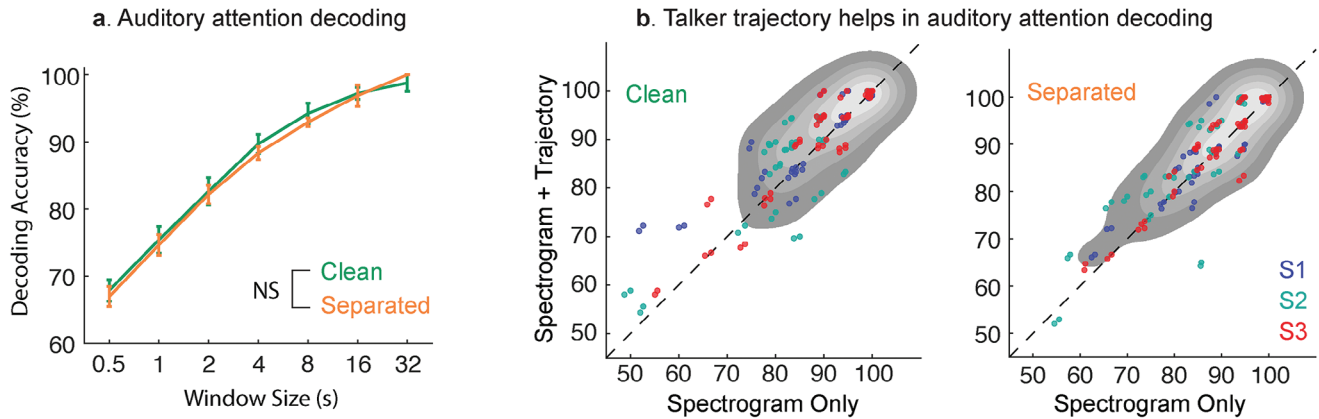 a. Auditory attention decoding
Decoding Accuracy (%)
100
90
80
70
60
NS
Clean
Separated
0.5 1 2 4 8 16 32
Window Size (s)
b. Talker trajectory helps in auditory attention decoding
Spectrogram + Trajectory
Clean
100
90
80
70
60
50
50 60 70 80 90 100
Spectrogram Only
Separated
100
90
80
70
60
50
S1
S2
S3
50 60 70 80 90 100
Spectrogram Only